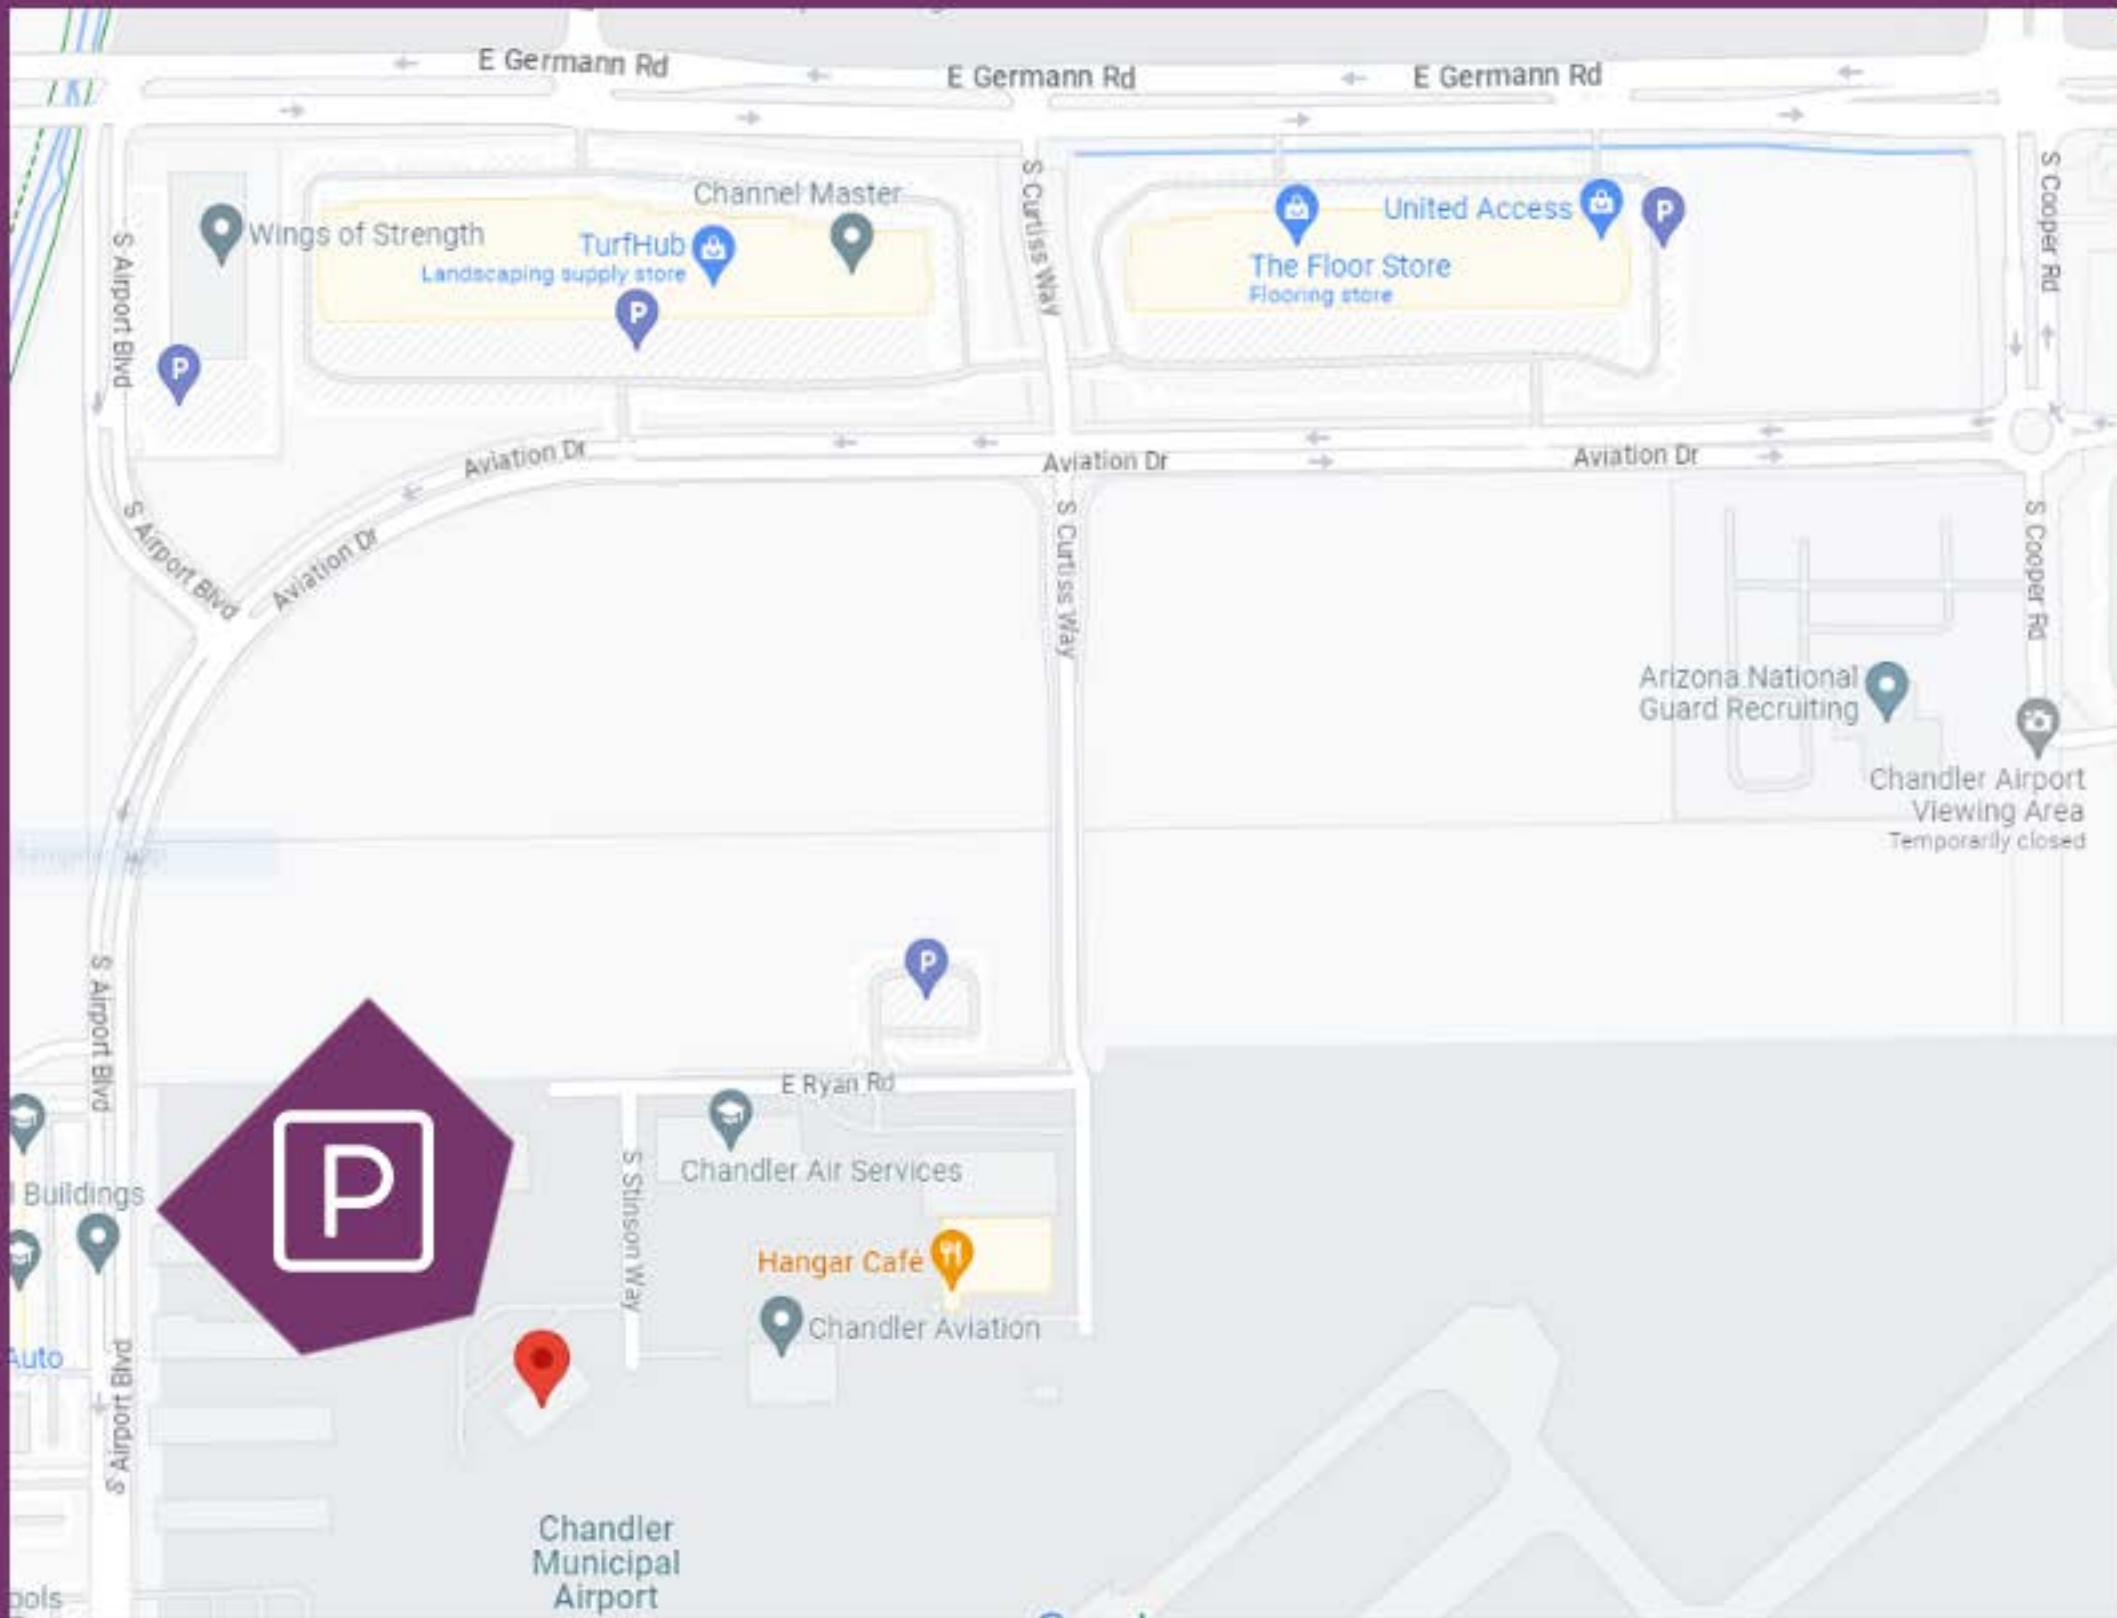 E Germann Rd
E Germann Rd
E Germann Rd
S Airport Blvd
Wings of Strength
TurfHub
Landscaping supply store
Channel Master
P
P
S Curtiss Way
The Floor Store
Flooring store
United Access
P
S Cooper Rd
Aviation Dr
Aviation Dr
Aviation Dr
Aviation Dr
S Airport Blvd
S Curtiss Way
S Cooper Rd
Arizona National
Guard Recruiting
Chandler Airport
Viewing Area
Temporarily closed
P
S Airport Blvd
E Ryan Rd
P
Buildings
S Stinson Way
Chandler Air Services
Hangar Café
Chandler Aviation
Auto
S Airport Blvd
Chandler
Municipal
Airport